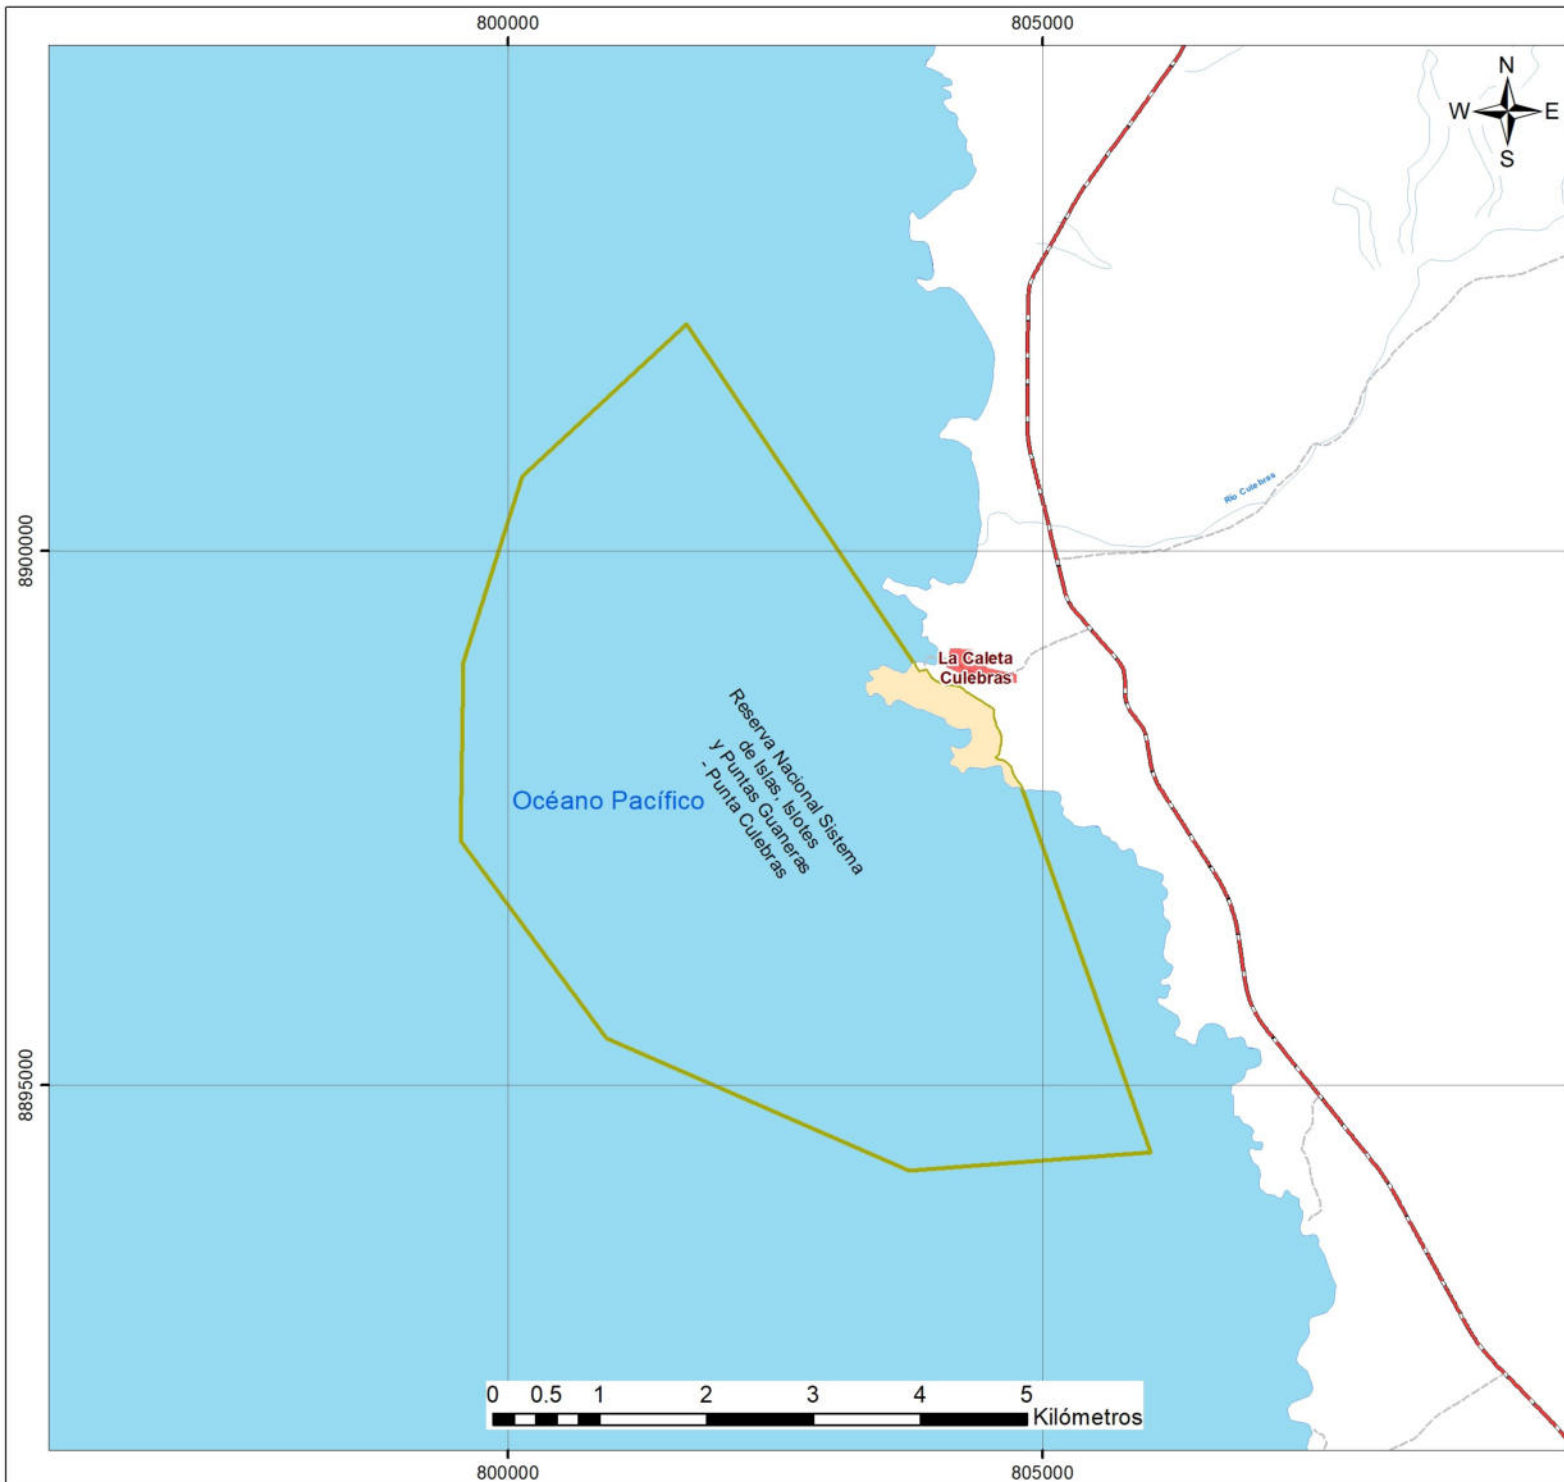 800000
805000
N
W
E
S
8900000
Río Culebras
La Caleta
Culebras
Reserva Nacional Sistema
de Islas, Islotes
y Puntas Guaneras
- Punta Culebras
Océano Pacífico
8895000
0 0.5 1 2 3 4 5
Kilómetros
800000
805000